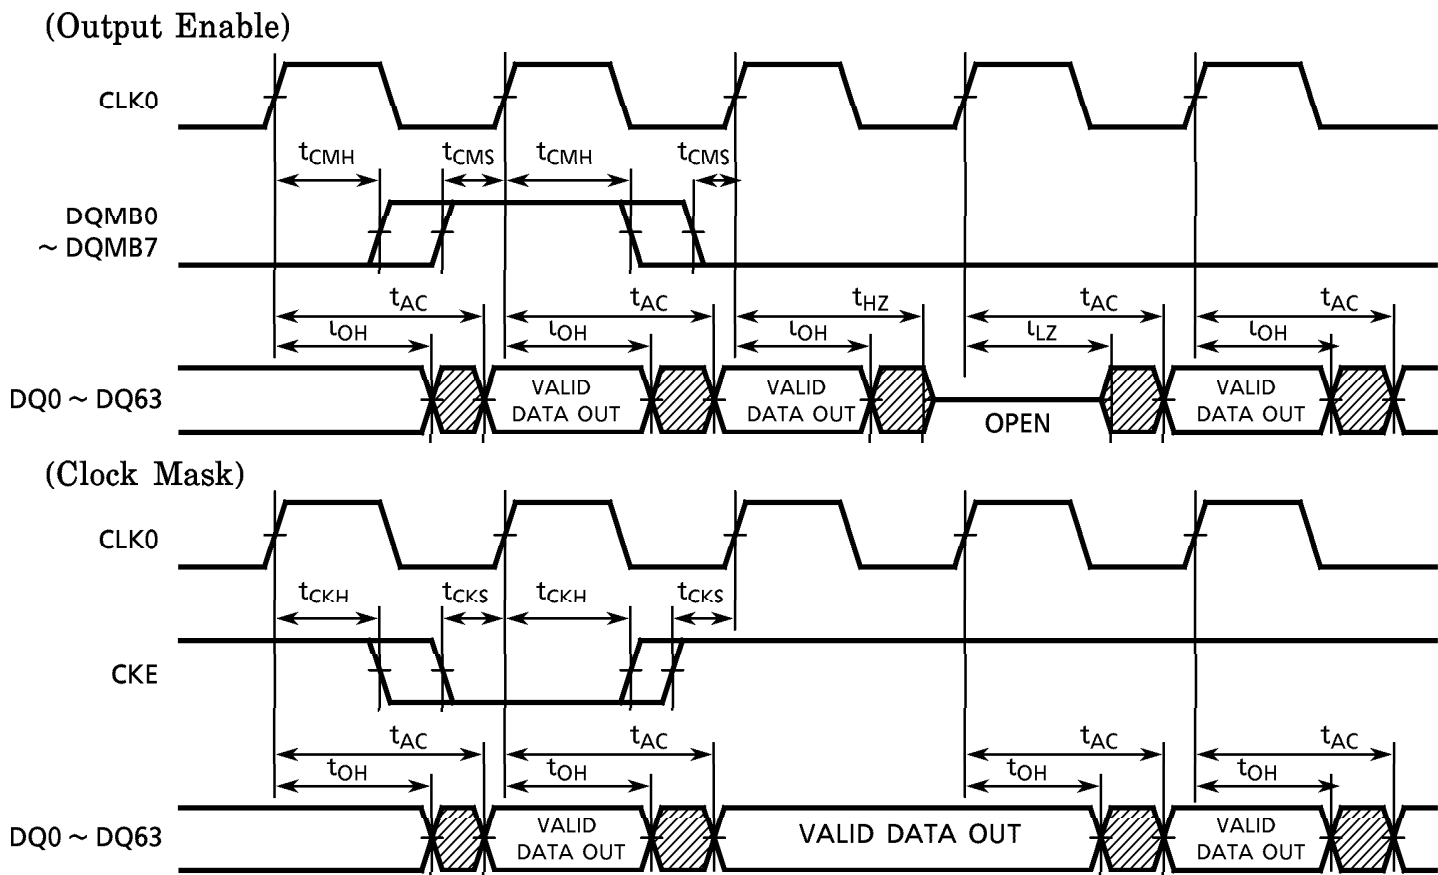 (Output Enable)
CLK0
tCMH tCMS tCMH tCMS
DQMB0
~ DQMB7
tAC tAC tHZ tAC tAC
tOH tOH tOH tLZ tOH
DQ0 ~ DQ63
VALID DATA OUT
VALID DATA OUT
OPEN
VALID DATA OUT
(Clock Mask)
CLK0
tCKH tCKS tCKH tCKS
CKE
tAC tAC tAC tAC
tOH tOH tOH tOH
DQ0 ~ DQ63
VALID DATA OUT
VALID DATA OUT
VALID DATA OUT